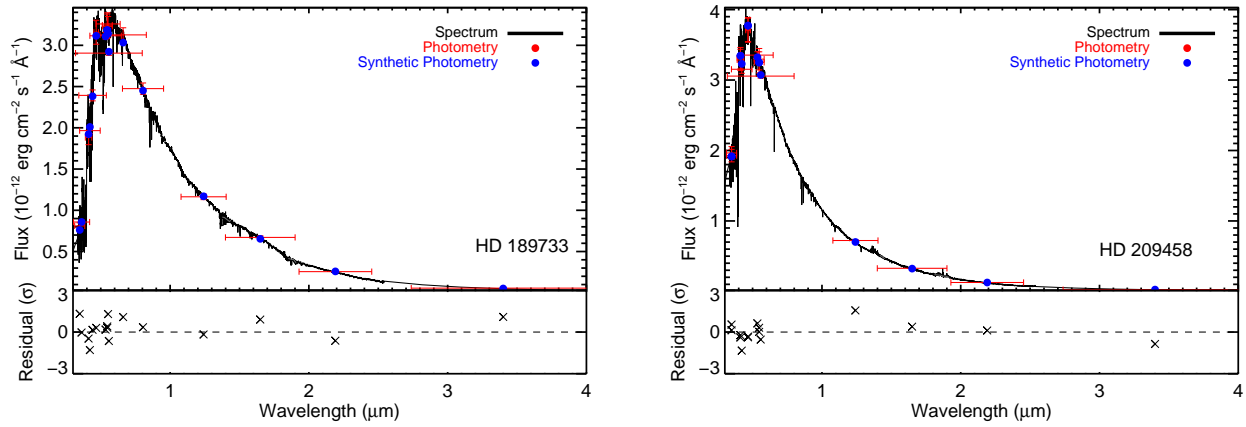 Flux (10⁻¹² erg cm⁻² s⁻¹ Å⁻¹)
3.0
2.5
2.0
1.5
1.0
0.5
Spectrum
Photometry
Synthetic Photometry
HD 189733
Residual (σ)
3
0
−3
1 2 3 4
Wavelength (μm)
Flux (10⁻¹² erg cm⁻² s⁻¹ Å⁻¹)
4
3
2
1
Spectrum
Photometry
Synthetic Photometry
HD 209458
Residual (σ)
3
0
−3
1 2 3 4
Wavelength (μm)